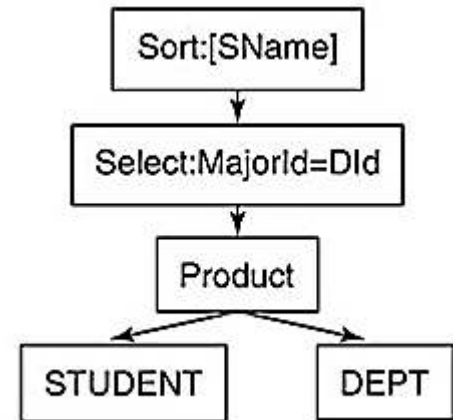 Sort:[SName]
Select:MajorId=DId
Product
STUDENT
DEPT